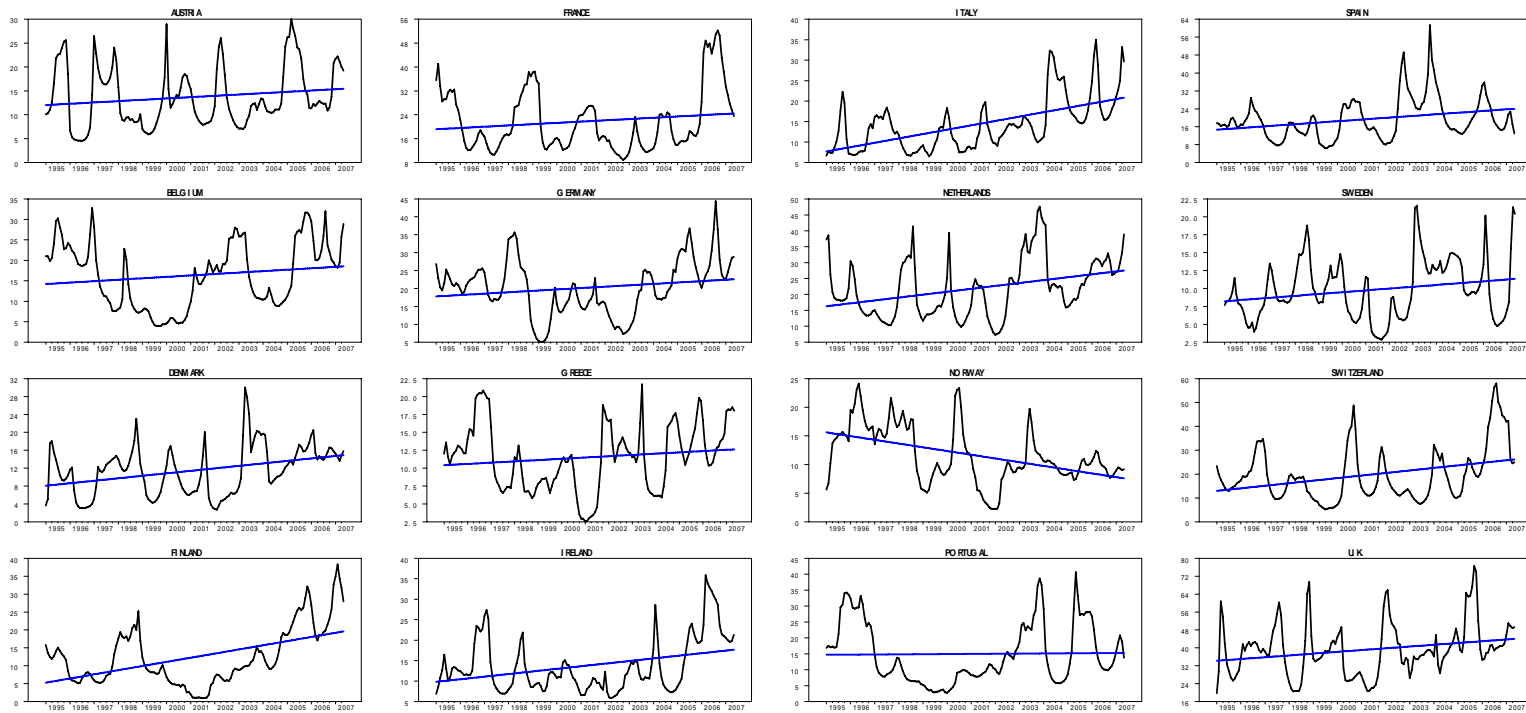 AUSTRIA FRANCE ITALY SPAIN
30 56 40 64
25 48 35 56
20 40 30 48
15 32 25 40
10 24 20 32
5 16 15 24
0 8 10 16
5 8
0
1995 1996 1997 1998 1999 2000 2001 2002 2003 2004 2005 2006 2007 1995 1996 1997 1998 1999 2000 2001 2002 2003 2004 2005 2006 2007 1995 1996 1997 1998 1999 2000 2001 2002 2003 2004 2005 2006 2007 1995 1996 1997 1998 1999 2000 2001 2002 2003 2004 2005 2006 2007
BELGIUM GERMANY NETHERLANDS SWEDEN
35 45 50 22.5
30 40 45 20.0
25 35 40 17.5
20 30 35 15.0
15 25 30 12.5
10 20 25 10.0
5 15 20 7.5
0 10 15 5.0
5 10 2.5
5
1995 1996 1997 1998 1999 2000 2001 2002 2003 2004 2005 2006 2007 1995 1996 1997 1998 1999 2000 2001 2002 2003 2004 2005 2006 2007 1995 1996 1997 1998 1999 2000 2001 2002 2003 2004 2005 2006 2007 1995 1996 1997 1998 1999 2000 2001 2002 2003 2004 2005 2006 2007
DENMARK GREECE NORWAY SWITZERLAND
32 22.5 25 60
28 20.0 20 50
24 17.5 15 40
20 15.0 10 30
16 12.5 5 20
12 10.0 0 10
8 7.5 0
4 5.0
0 2.5
1995 1996 1997 1998 1999 2000 2001 2002 2003 2004 2005 2006 2007 1995 1996 1997 1998 1999 2000 2001 2002 2003 2004 2005 2006 2007 1995 1996 1997 1998 1999 2000 2001 2002 2003 2004 2005 2006 2007 1995 1996 1997 1998 1999 2000 2001 2002 2003 2004 2005 2006 2007
FINLAND IRELAND PORTUGAL U.K.
40 40 45 80
35 35 40 72
30 30 35 64
25 25 30 56
20 20 25 48
15 15 20 40
10 10 15 32
5 5 10 24
0 5 16
0
1995 1996 1997 1998 1999 2000 2001 2002 2003 2004 2005 2006 2007 1995 1996 1997 1998 1999 2000 2001 2002 2003 2004 2005 2006 2007 1995 1996 1997 1998 1999 2000 2001 2002 2003 2004 2005 2006 2007 1995 1996 1997 1998 1999 2000 2001 2002 2003 2004 2005 2006 2007